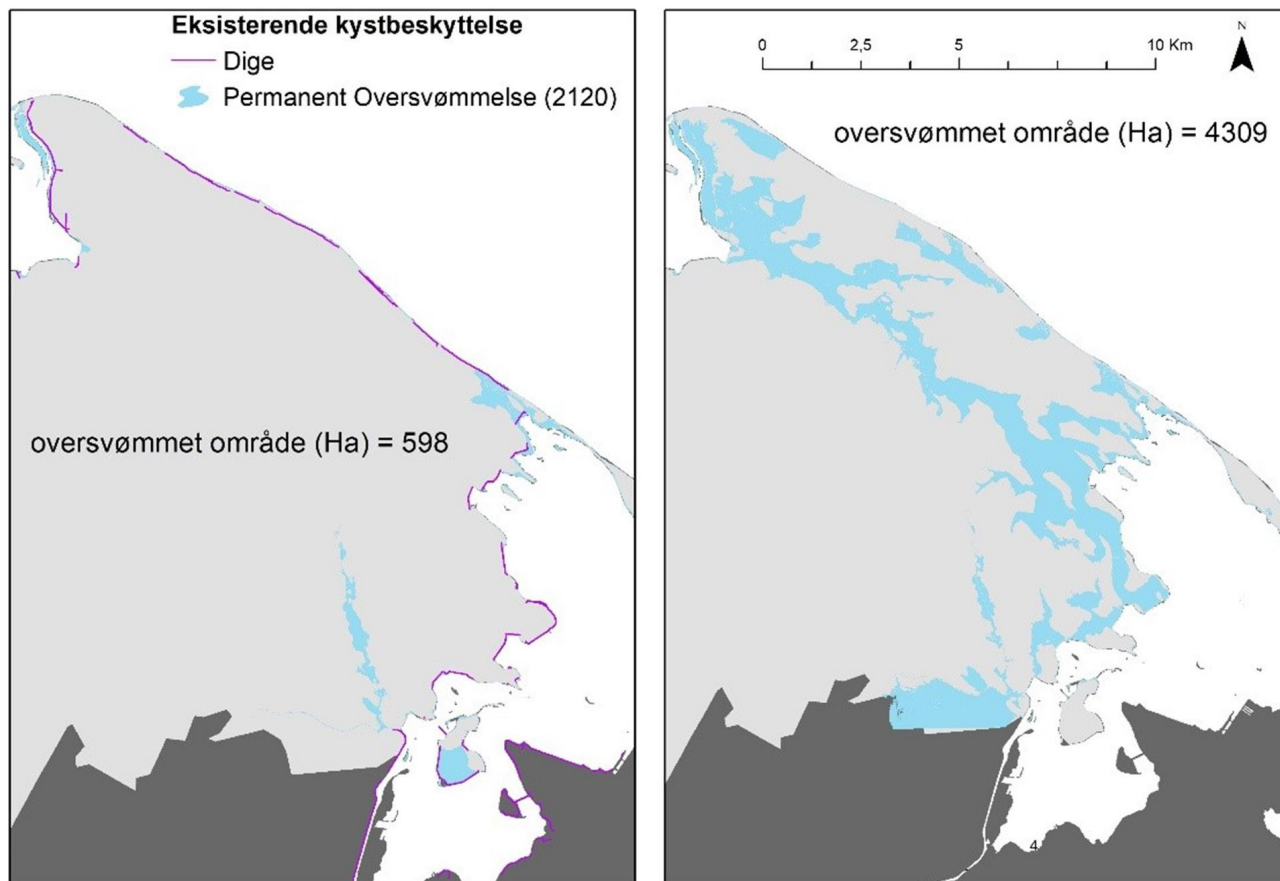 Eksisterende kystbeskyttelse
Dige
Permanent Oversvømmelse (2120)
oversvømmet område (Ha) = 598
0 2,5 5 10 Km
N
oversvømmet område (Ha) = 4309
4